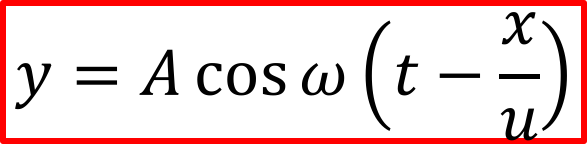 y = A cos ω (t − x/u)